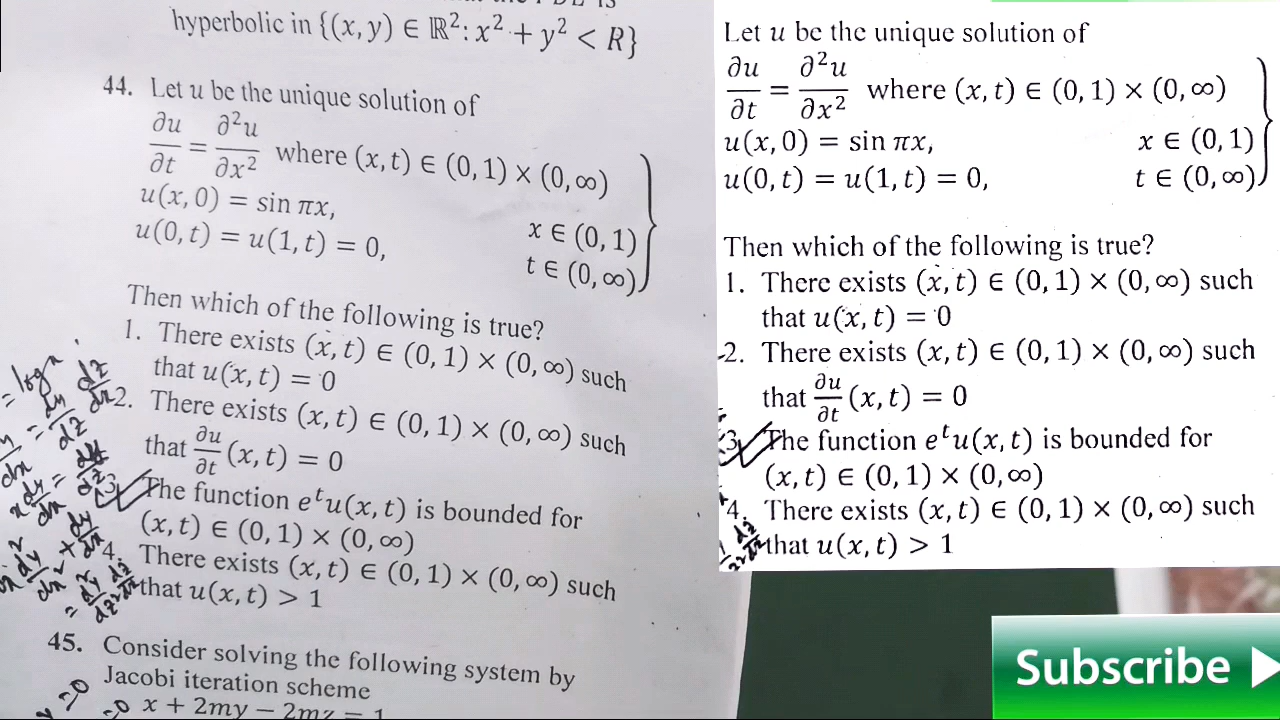 hyperbolic in {(x, y) ∈ ℝ²: x² + y² < R}
44. Let u be the unique solution of
∂u/∂t = ∂²u/∂x² where (x, t) ∈ (0, 1) × (0, ∞)
u(x, 0) = sin πx, x ∈ (0, 1)
u(0, t) = u(1, t) = 0, t ∈ (0, ∞)
Then which of the following is true?
1. There exists (x, t) ∈ (0, 1) × (0, ∞) such
that u(x, t) = 0
2. There exists (x, t) ∈ (0, 1) × (0, ∞) such
that ∂u/∂t (x, t) = 0
3. The function eᵗu(x, t) is bounded for
(x, t) ∈ (0, 1) × (0, ∞)
4. There exists (x, t) ∈ (0, 1) × (0, ∞) such
that u(x, t) > 1
45. Consider solving the following system by
Jacobi iteration scheme
x + 2my − 2mz = 1
Let u be the unique solution of
∂u/∂t = ∂²u/∂x² where (x, t) ∈ (0, 1) × (0, ∞)
u(x, 0) = sin πx, x ∈ (0, 1)
u(0, t) = u(1, t) = 0, t ∈ (0, ∞)
Then which of the following is true?
1. There exists (x, t) ∈ (0, 1) × (0, ∞) such
that u(x, t) = 0
2. There exists (x, t) ∈ (0, 1) × (0, ∞) such
that ∂u/∂t (x, t) = 0
3. The function eᵗu(x, t) is bounded for
(x, t) ∈ (0, 1) × (0, ∞)
4. There exists (x, t) ∈ (0, 1) × (0, ∞) such
that u(x, t) > 1
Subscribe